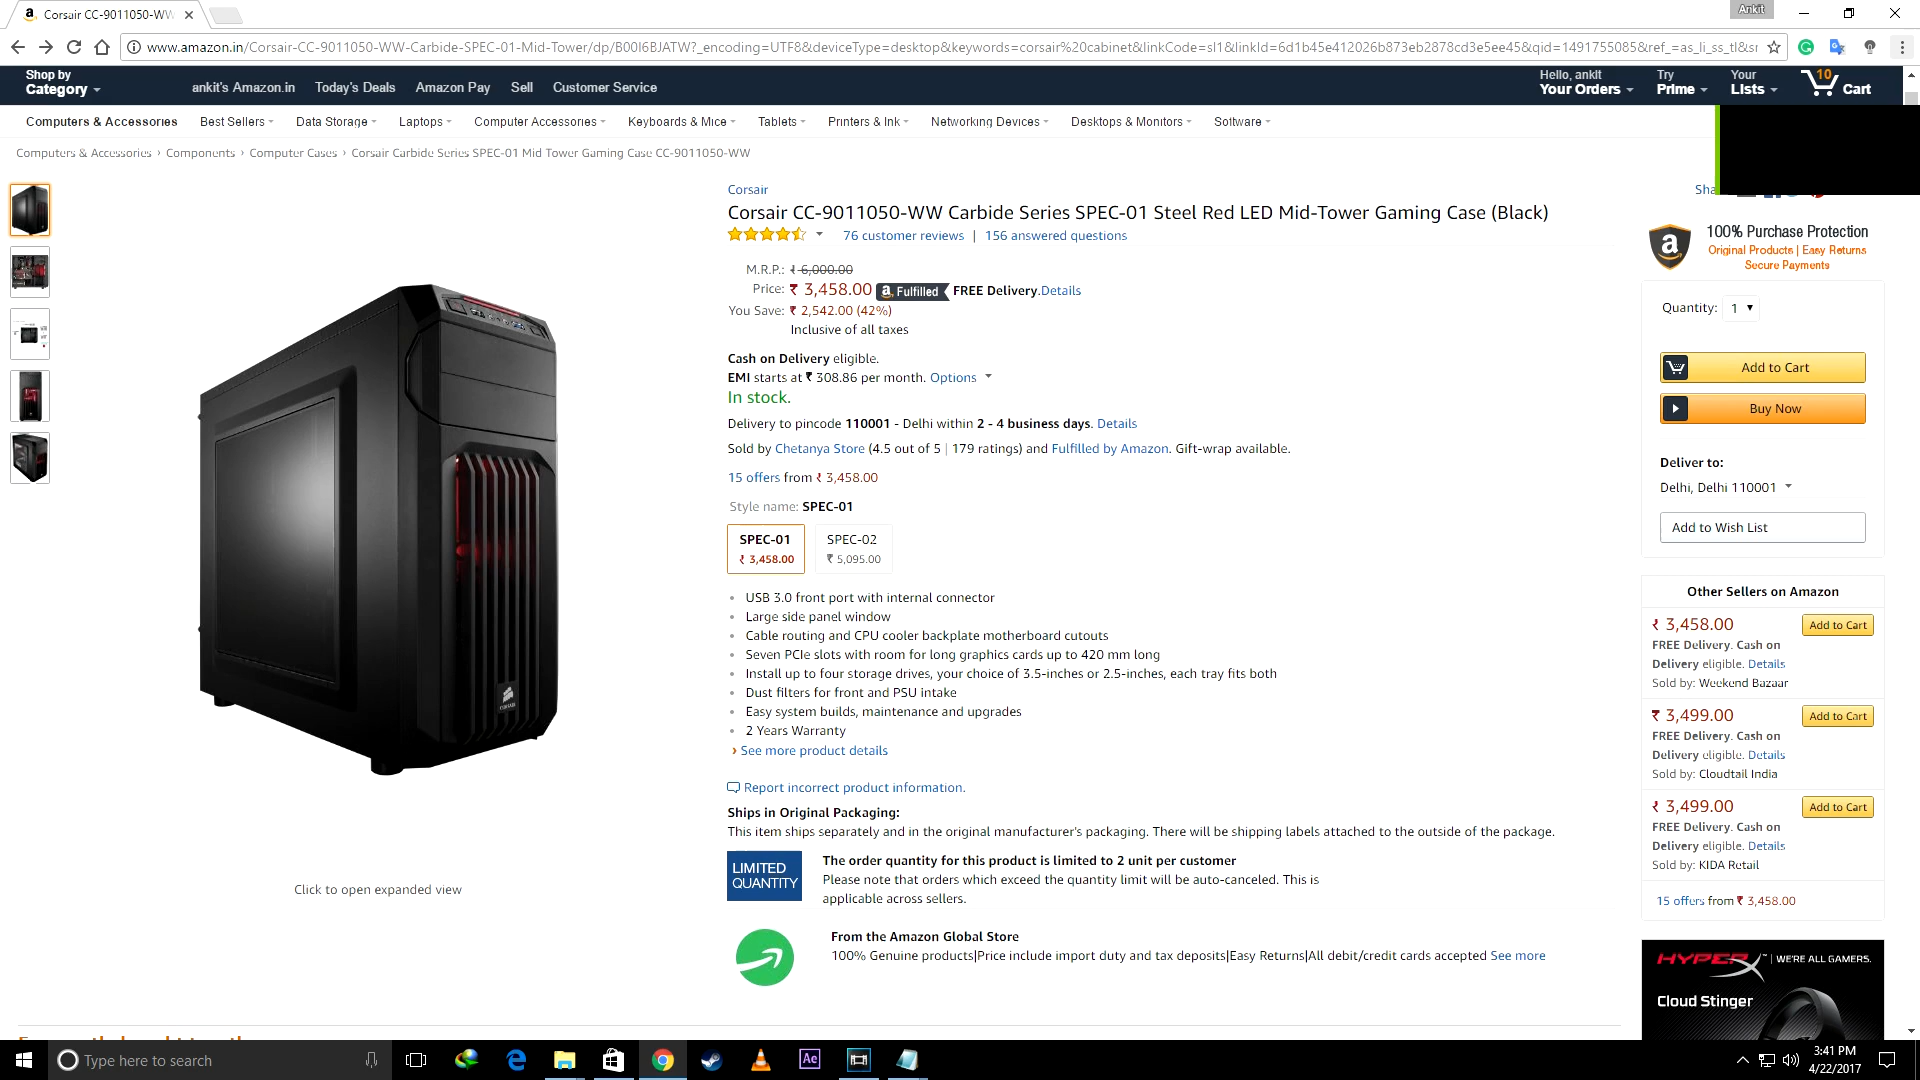 Corsair CC-9011050-WW
Ankit
www.amazon.in/Corsair-CC-9011050-WW-Carbide-SPEC-01-Mid-Tower/dp/B00I6BJATW?_encoding=UTF8&deviceType=desktop&keywords=corsair%20cabinet&linkCode=sl1&linkId=6d1b45e412026b873eb2878cd3e5ee45&qid=1491755085&ref_=as_li_ss_tl&sr
Shop by
Category
ankit's Amazon.in Today's Deals Amazon Pay Sell Customer Service
Hello, ankit
Your Orders
Try
Prime
Your
Lists
10
Cart
Computers & Accessories Best Sellers Data Storage Laptops Computer Accessories Keyboards & Mice Tablets Printers & Ink Networking Devices Desktops & Monitors Software
Computers & Accessories › Components › Computer Cases › Corsair Carbide Series SPEC-01 Mid Tower Gaming Case CC-9011050-WW
Corsair
Corsair CC-9011050-WW Carbide Series SPEC-01 Steel Red LED Mid-Tower Gaming Case (Black)
76 customer reviews | 156 answered questions
M.R.P.: ₹ 6,000.00
Price: ₹ 3,458.00 a Fulfilled FREE Delivery.Details
You Save: ₹ 2,542.00 (42%)
Inclusive of all taxes
Cash on Delivery eligible.
EMI starts at ₹ 308.86 per month. Options
In stock.
Delivery to pincode 110001 - Delhi within 2 - 4 business days. Details
Sold by Chetanya Store (4.5 out of 5 | 179 ratings) and Fulfilled by Amazon. Gift-wrap available.
15 offers from ₹ 3,458.00
Style name: SPEC-01
SPEC-01
₹ 3,458.00
SPEC-02
₹ 5,095.00
USB 3.0 front port with internal connector
Large side panel window
Cable routing and CPU cooler backplate motherboard cutouts
Seven PCIe slots with room for long graphics cards up to 420 mm long
Install up to four storage drives, your choice of 3.5-inches or 2.5-inches, each tray fits both
Dust filters for front and PSU intake
Easy system builds, maintenance and upgrades
2 Years Warranty
› See more product details
Report incorrect product information.
Ships in Original Packaging:
This item ships separately and in the original manufacturer's packaging. There will be shipping labels attached to the outside of the package.
LIMITED
QUANTITY
The order quantity for this product is limited to 2 unit per customer
Please note that orders which exceed the quantity limit will be auto-canceled. This is
applicable across sellers.
From the Amazon Global Store
100% Genuine products|Price include import duty and tax deposits|Easy Returns|All debit/credit cards accepted See more
Click to open expanded view
100% Purchase Protection
Original Products | Easy Returns
Secure Payments
Quantity: 1
Add to Cart
Buy Now
Deliver to:
Delhi, Delhi 110001
Add to Wish List
Other Sellers on Amazon
₹ 3,458.00 Add to Cart
FREE Delivery. Cash on
Delivery eligible. Details
Sold by: Weekend Bazaar
₹ 3,499.00 Add to Cart
FREE Delivery. Cash on
Delivery eligible. Details
Sold by: Cloudtail India
₹ 3,499.00 Add to Cart
FREE Delivery. Cash on
Delivery eligible. Details
Sold by: KIDA Retail
15 offers from ₹ 3,458.00
HYPERX™ | WE'RE ALL GAMERS.
Cloud Stinger
Type here to search
Ae
3:41 PM
4/22/2017